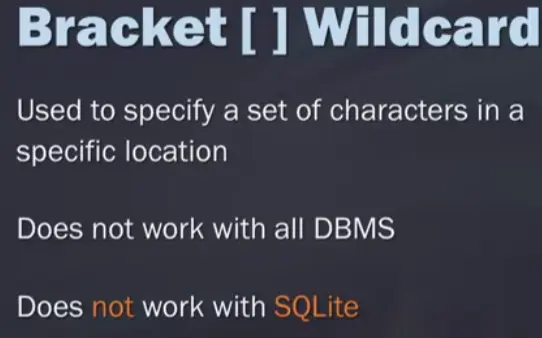 Bracket [ ] Wildcard
Used to specify a set of characters in a
specific location
Does not work with all DBMS
Does not work with SQLite